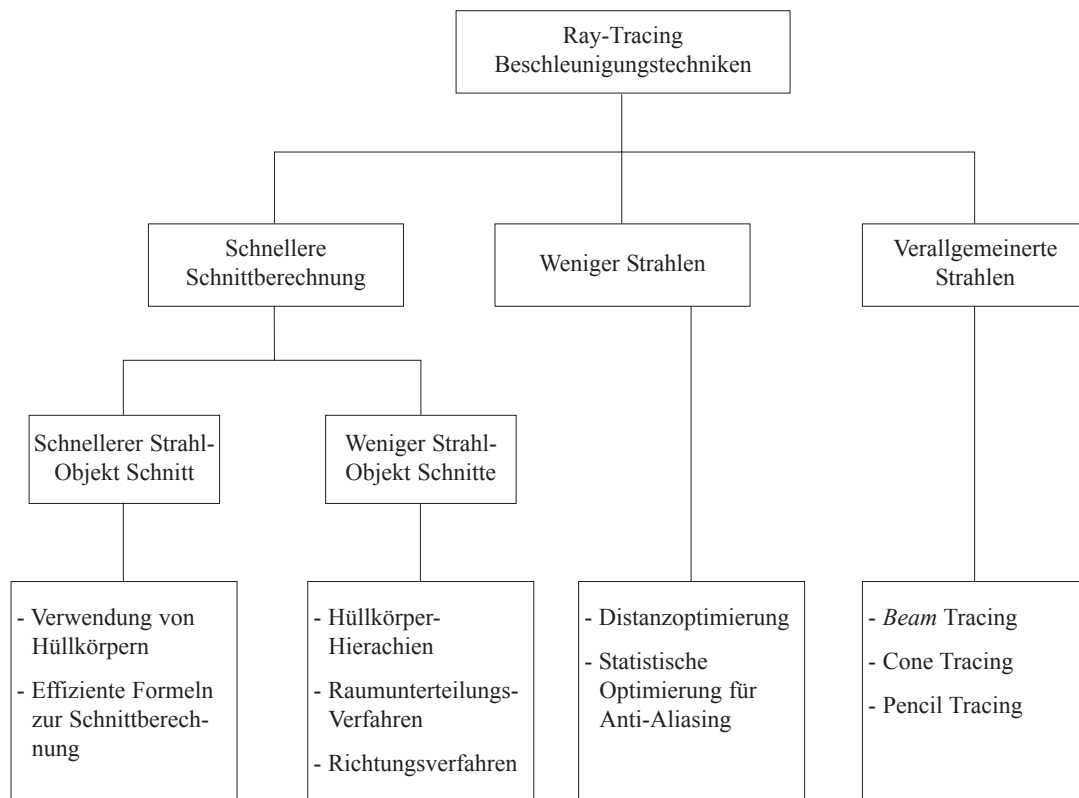 Ray-Tracing
Beschleunigungstechniken
Schnellere
Schnittberechnung
Weniger Strahlen
Verallgemeinerte
Strahlen
Schnellerer Strahl-
Objekt Schnitt
Weniger Strahl-
Objekt Schnitte
- Verwendung von
Hüllkörpern
- Effiziente Formeln
zur Schnittberech-
nung
- Hüllkörper-
Hierachien
- Raumunterteilungs-
Verfahren
- Richtungsverfahren
- Distanzoptimierung
- Statistische
Optimierung für
Anti-Aliasing
- Beam Tracing
- Cone Tracing
- Pencil Tracing